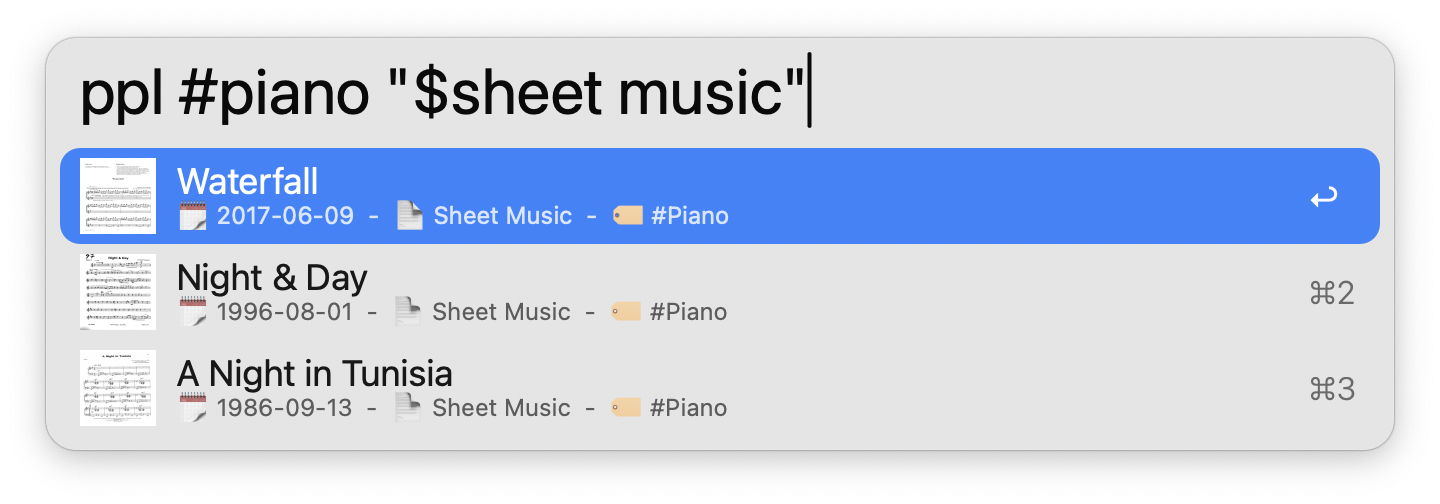 ppl #piano "$sheet music"
Waterfall
2017-06-09 - Sheet Music - #Piano
Night & Day
1996-08-01 - Sheet Music - #Piano
⌘2
A Night in Tunisia
1986-09-13 - Sheet Music - #Piano
⌘3